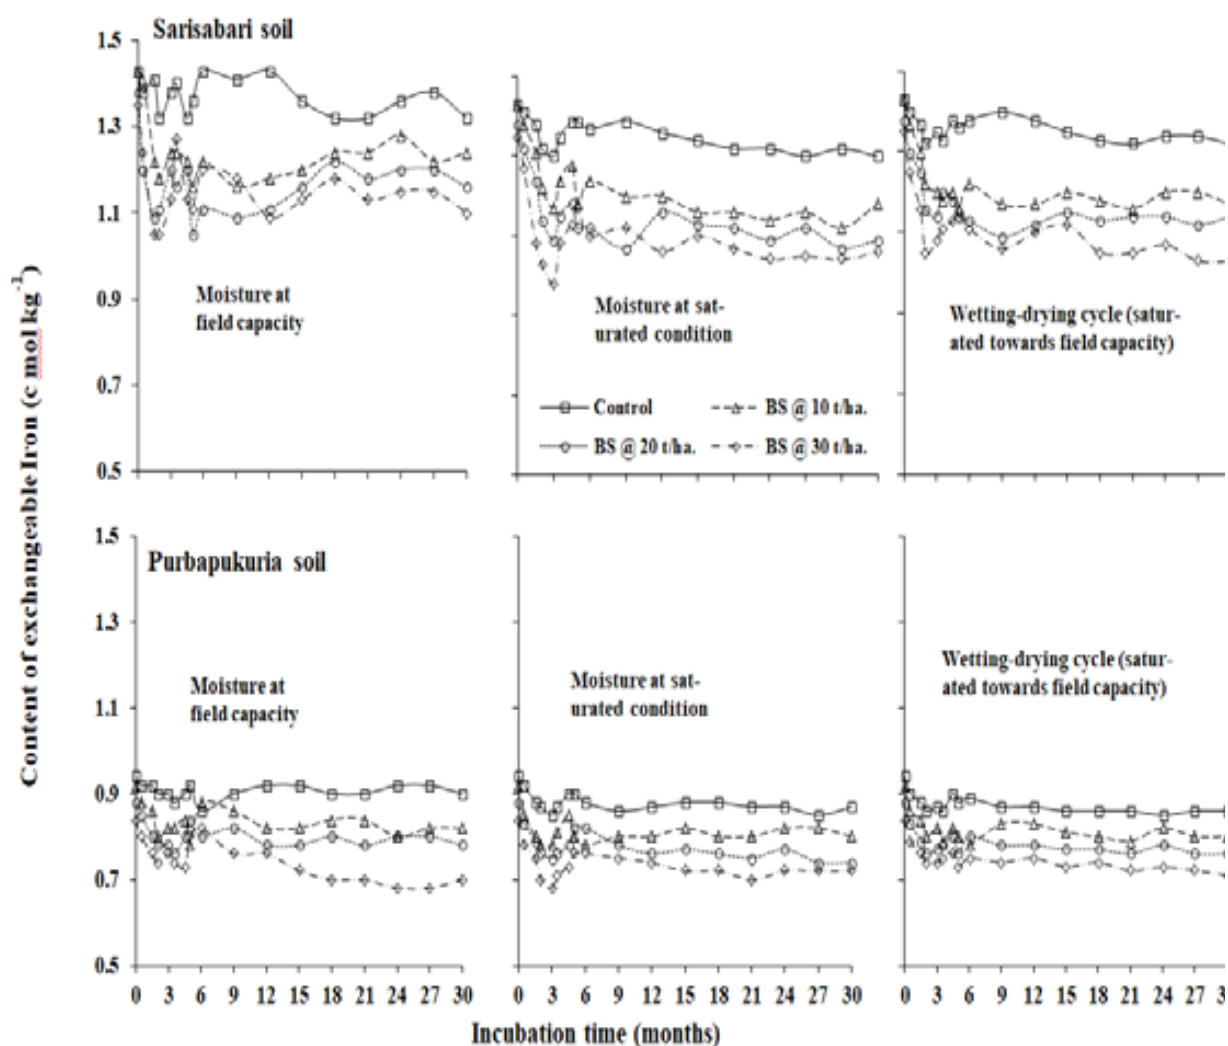 Sarisabari soil
1.5
1.3
1.1
0.9
0.7
0.5
Moisture at
field capacity
Moisture at sat-
urated condition
Wetting-drying cycle (satur-
ated towards field capacity)
Control
BS @ 10 t/ha.
BS @ 20 t/ha.
BS @ 30 t/ha.
Content of exchangeable Iron (c mol kg-1)
Purbapukuria soil
1.5
1.3
1.1
0.9
0.7
0.5
Moisture at
field capacity
Moisture at sat-
urated condition
Wetting-drying cycle (satur-
ated towards field capacity)
0 3 6 9 12 15 18 21 24 27 30
0 3 6 9 12 15 18 21 24 27 30
0 3 6 9 12 15 18 21 24 27
Incubation time (months)